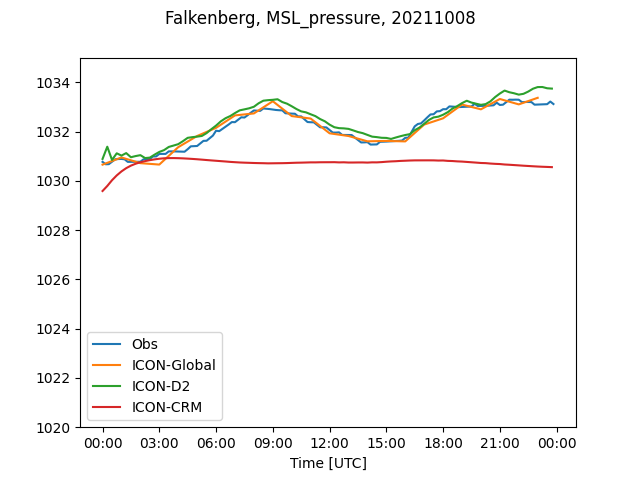 Falkenberg, MSL_pressure, 20211008
1034
1032
1030
1028
1026
1024
1022
1020
Obs
ICON-Global
ICON-D2
ICON-CRM
00:00 03:00 06:00 09:00 12:00 15:00 18:00 21:00 00:00
Time [UTC]